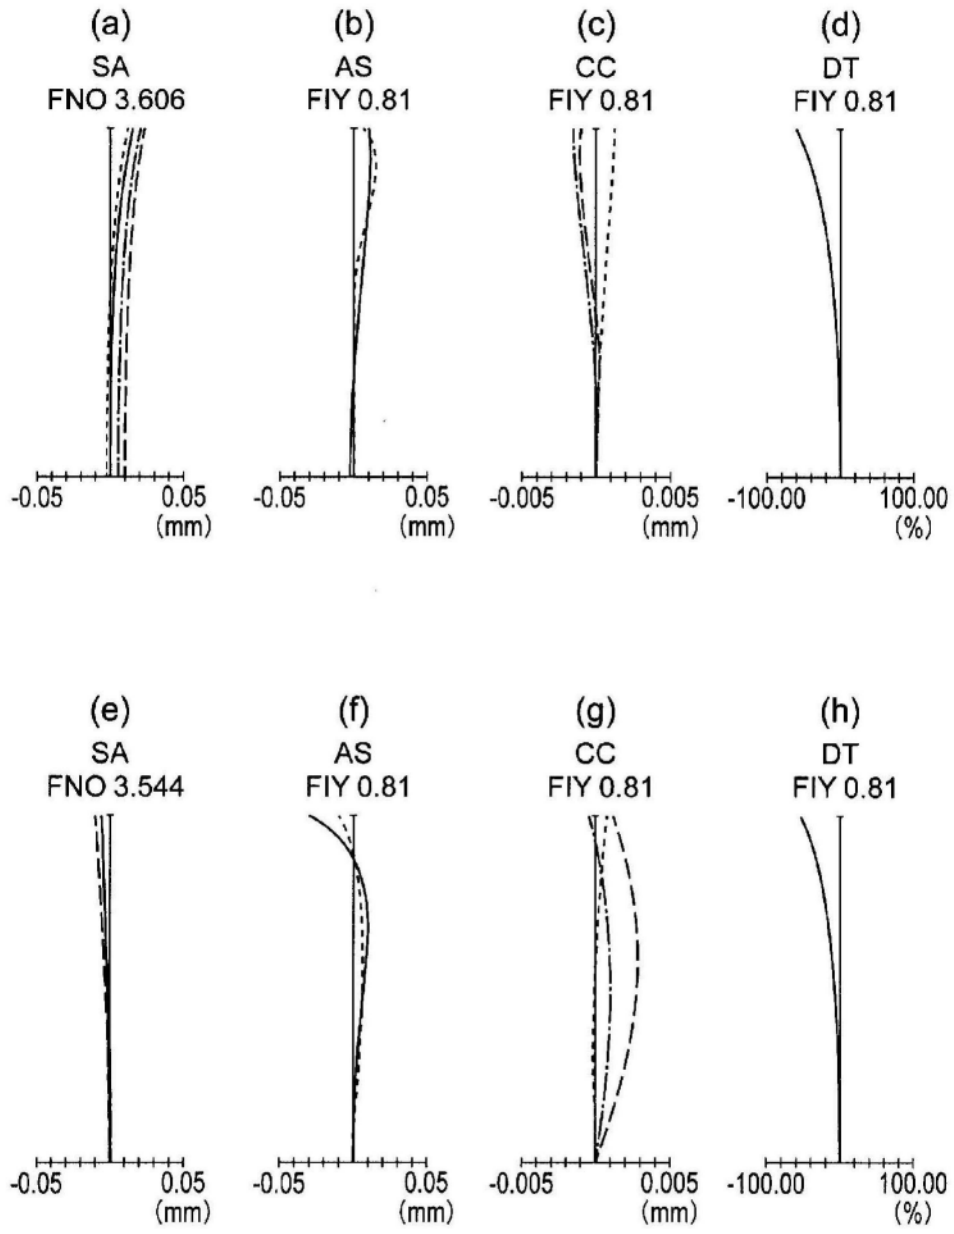 (a) (b) (c) (d)
SA AS CC DT
FNO 3.606 FIY 0.81 FIY 0.81 FIY 0.81
-0.05 0.05 -0.05 0.05 -0.005 0.005 -100.00 100.00
(mm) (mm) (mm) (%)
(e) (f) (g) (h)
SA AS CC DT
FNO 3.544 FIY 0.81 FIY 0.81 FIY 0.81
-0.05 0.05 -0.05 0.05 -0.005 0.005 -100.00 100.00
(mm) (mm) (mm) (%)